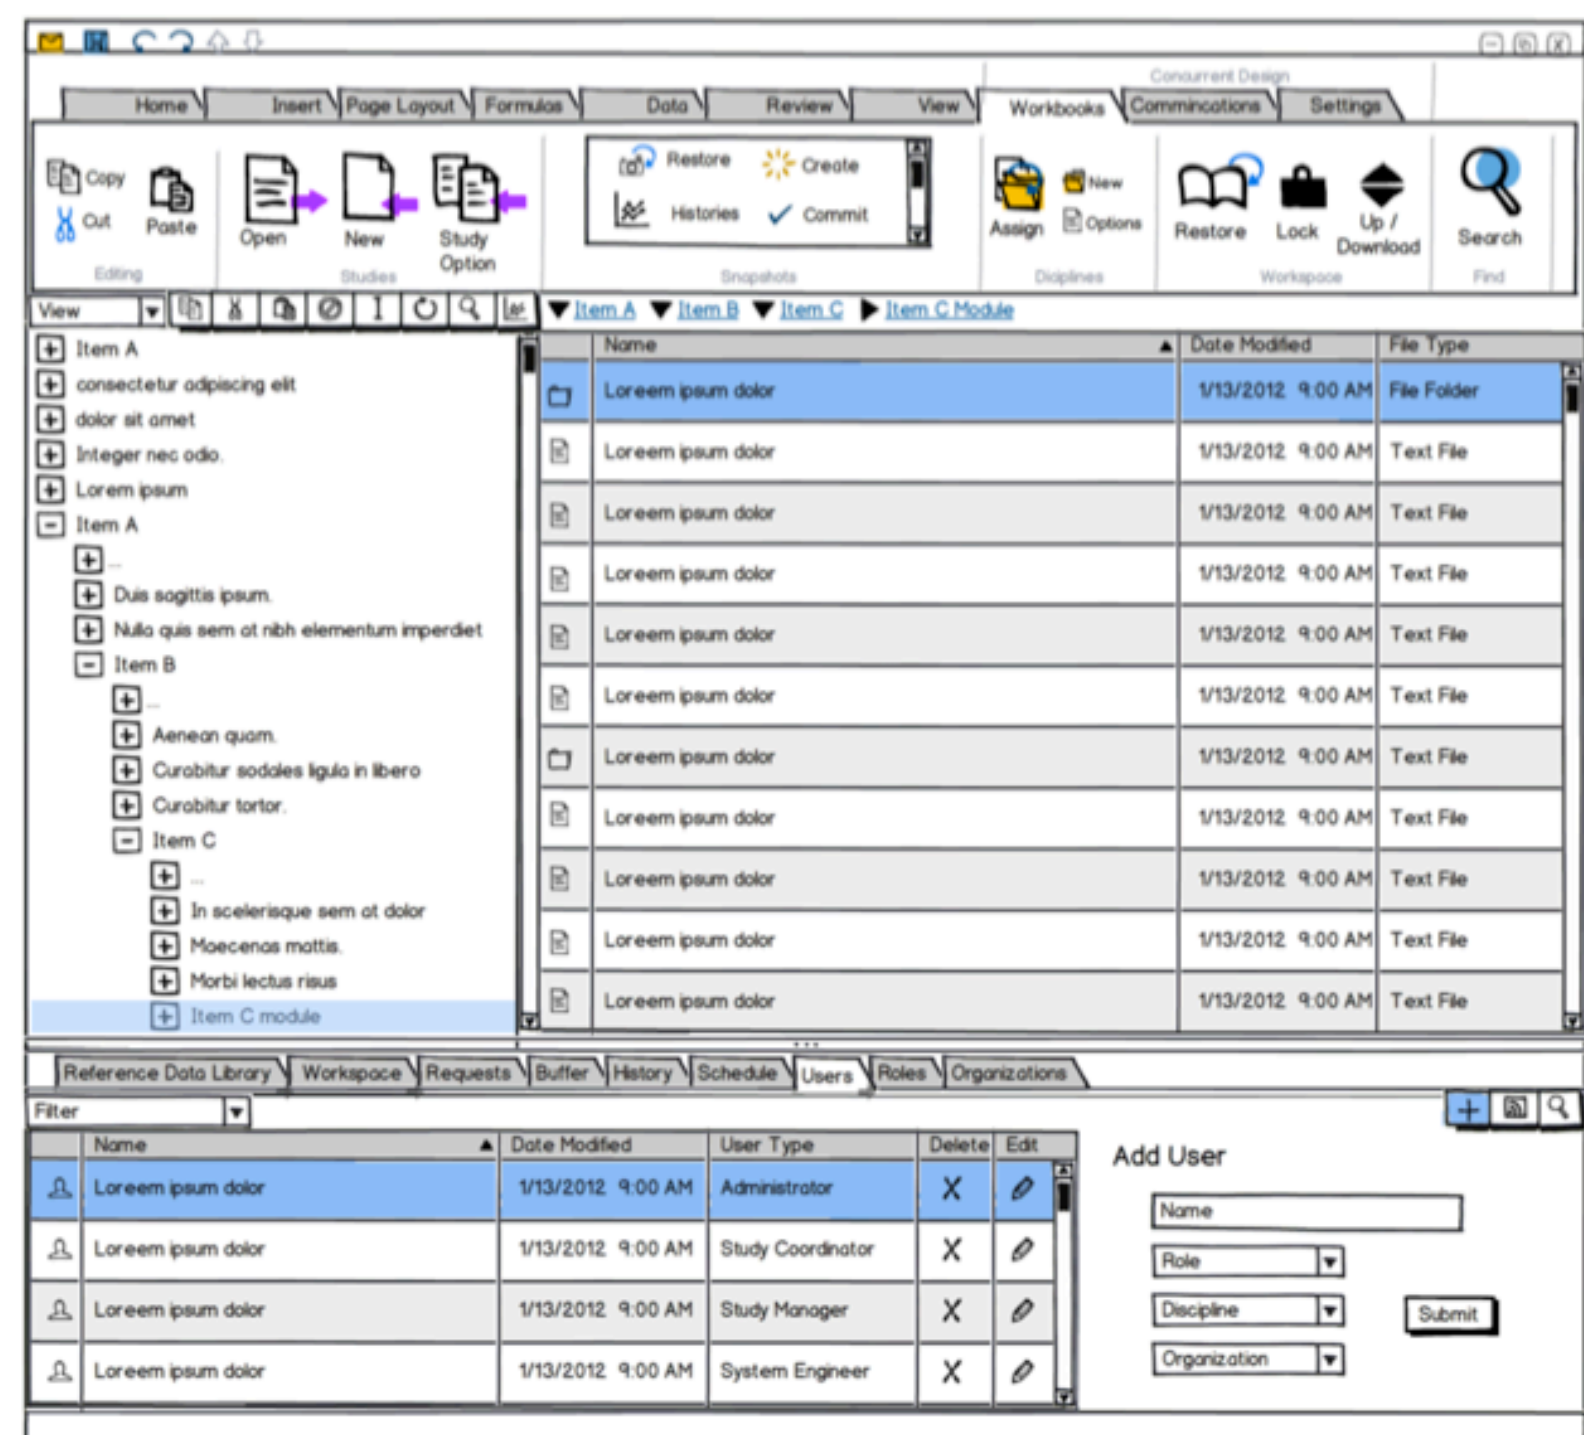 Concurrent Design
Home Insert Page Layout Formulas Data Review View Workbooks Commincations Settings
Copy
Cut
Paste
Editing
Open
New
Study
Option
Studies
Restore
Create
Histories
Commit
Snapshots
Assign
New
Options
Diciplines
Restore
Lock
Up /
Download
Workspace
Search
Find
View
Item A Item B Item C Item C Module
Item A
consectetur adipiscing elit
dolor sit amet
Integer nec odio.
Lorem ipsum
Item A
...
Duis sagittis ipsum.
Nulla quis sem at nibh elementum imperdiet
Item B
...
Aenean quam.
Curabitur sodales ligula in libero
Curabitur tortor.
Item C
...
In scelerisque sem at dolor
Maecenas mattis.
Morbi lectus risus
Item C module
Name Date Modified File Type
Loreem ipsum dolor 1/13/2012 9:00 AM File Folder
Loreem ipsum dolor 1/13/2012 9:00 AM Text File
Loreem ipsum dolor 1/13/2012 9:00 AM Text File
Loreem ipsum dolor 1/13/2012 9:00 AM Text File
Loreem ipsum dolor 1/13/2012 9:00 AM Text File
Loreem ipsum dolor 1/13/2012 9:00 AM Text File
Loreem ipsum dolor 1/13/2012 9:00 AM Text File
Loreem ipsum dolor 1/13/2012 9:00 AM Text File
Loreem ipsum dolor 1/13/2012 9:00 AM Text File
Loreem ipsum dolor 1/13/2012 9:00 AM Text File
Loreem ipsum dolor 1/13/2012 9:00 AM Text File
Reference Data Library Workspace Requests Buffer History Schedule Users Roles Organizations
Filter
Name Date Modified User Type Delete Edit
Loreem ipsum dolor 1/13/2012 9:00 AM Administrator X
Loreem ipsum dolor 1/13/2012 9:00 AM Study Coordinator X
Loreem ipsum dolor 1/13/2012 9:00 AM Study Manager X
Loreem ipsum dolor 1/13/2012 9:00 AM System Engineer X
Add User
Name
Role
Discipline
Organization
Submit